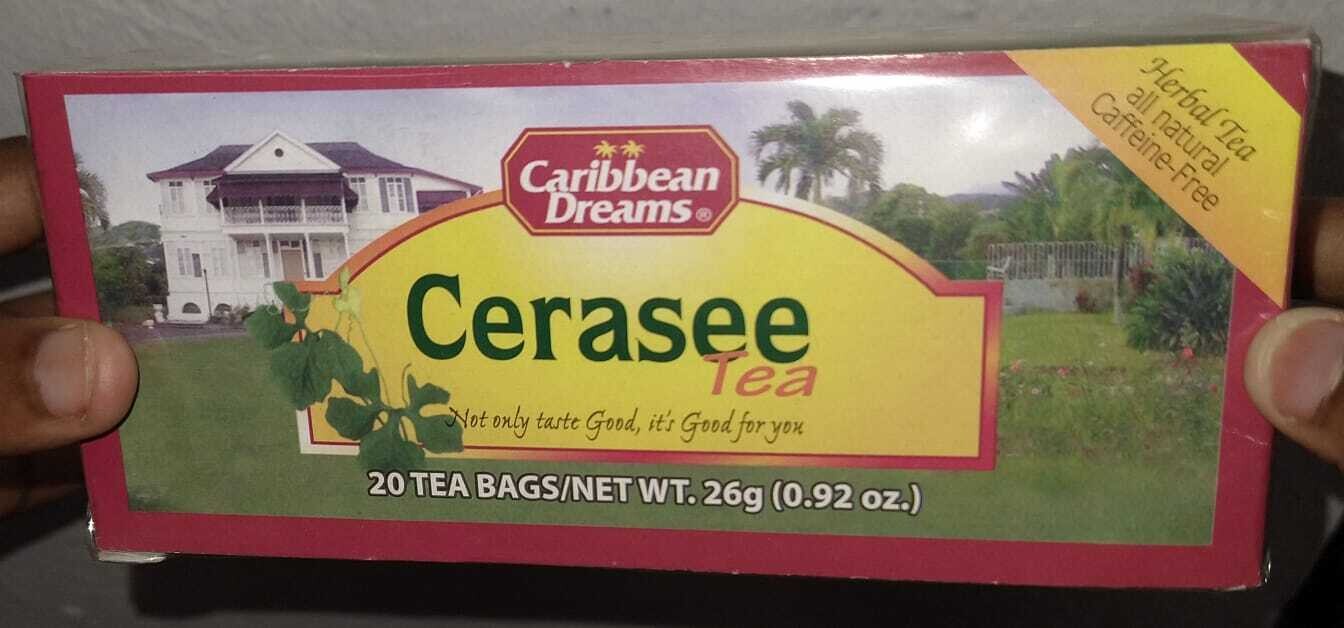 Caribbean
Dreams®
Herbal Tea
all natural
Caffeine-Free
Cerasee
Tea
Not only taste Good, it's Good for you
20 TEA BAGS/NET WT. 26g (0.92 oz.)